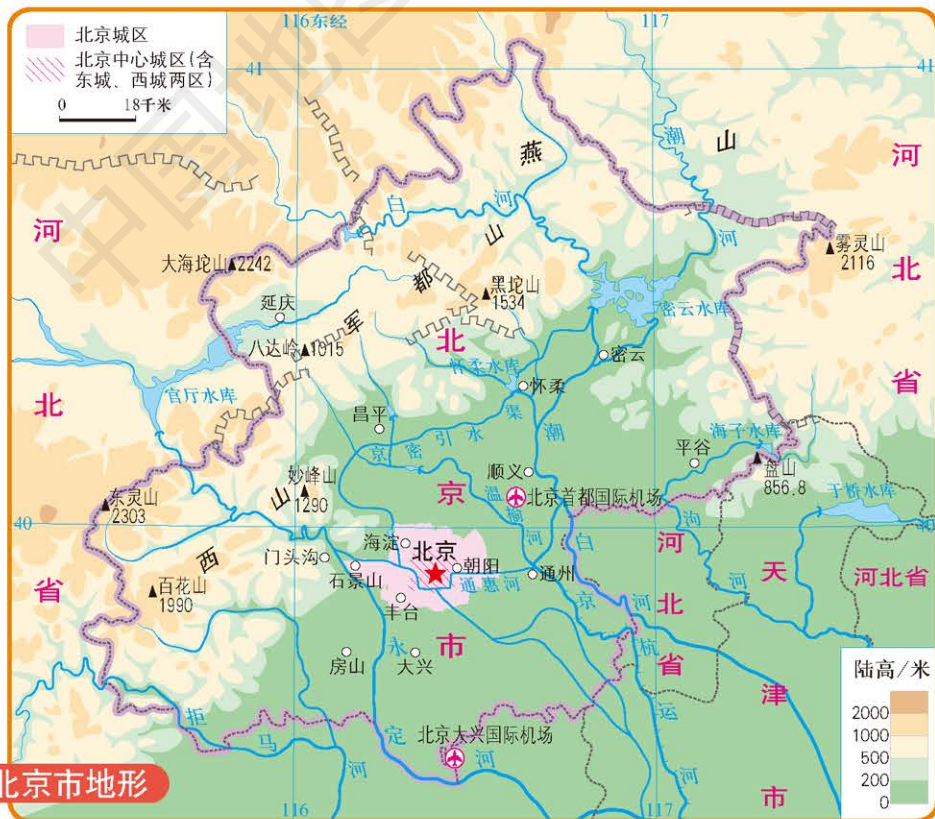 北京城区
北京中心城区(含
东城、西城两区)
0 18千米
116东经
117
41
41
燕
山
潮
河
白
河
河
北
省
雾灵山
2116
大海坨山 2242
都
山
军
黑坨山
1534
延庆
密云水库
八达岭 1015
北
怀柔水库
密云
怀柔
官厅水库
昌平
京密引水渠
潮
海子水库
平谷
盘山
856.8
河
北
省
妙峰山
1290
山
西
顺义
北京首都国际机场
京
温榆河
于桥水库
东灵山
2303
40
40
海淀
北京
门头沟
石景山
朝阳
通惠河
通州
白
河
泃
河
河
北
省
天
津
市
河北省
百花山
1990
丰台
京
杭
运
河
市
永
定
河
房山
大兴
拒
马
河
北京大兴国际机场
陆高/米
2000
1000
500
200
0
116
117
北京市地形
中国地